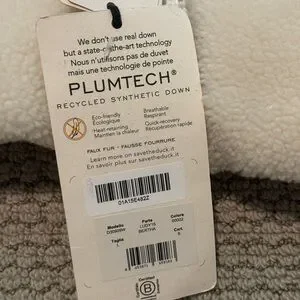 We don't use real down
but a state-of-the-art technology
Nous n'utilisons pas de duvet
mais une technologie de pointe
PLUMTECH®
RECYCLED SYNTHETIC DOWN
Eco-friendly
Écologique
Breathable
Respirant
Heat-retaining
Maintien la chaleur
Quick-recovery
Récupération rapide
FAUX FUR - FAUSSE FOURRURE
Learn more on savetheduck.it
En savoir plus sur savetheduck.it
01A15E482Z
Modello
Parte
Colore
Taglia
L
Cart.
Certified
B